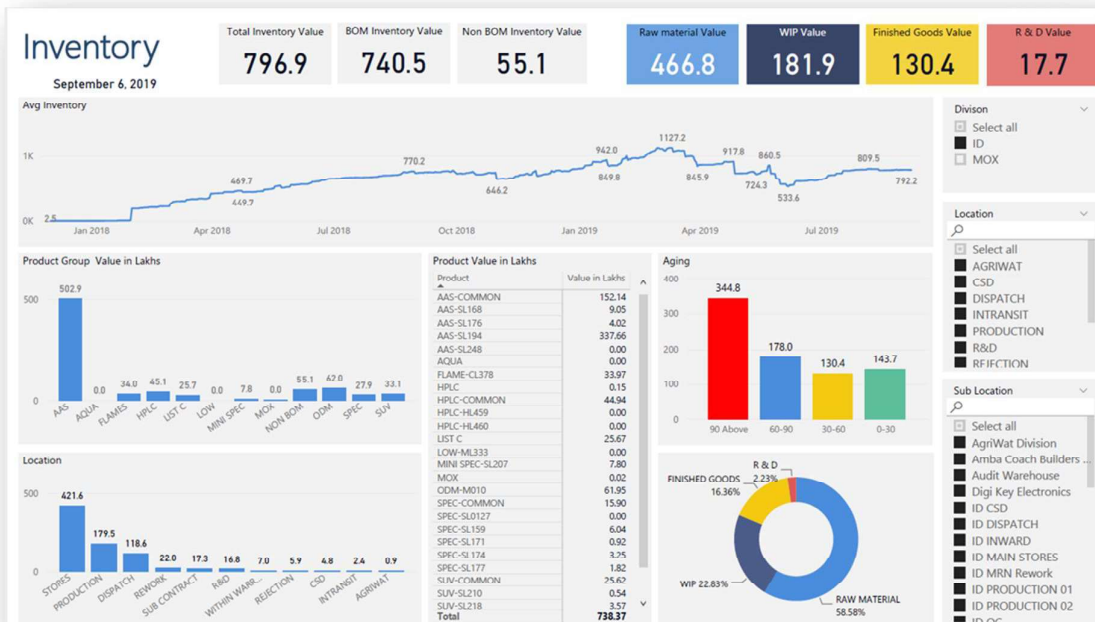 Inventory
September 6, 2019
Total Inventory Value
796.9
BOM Inventory Value
740.5
Non BOM Inventory Value
55.1
Raw material Value
466.8
WIP Value
181.9
Finished Goods Value
130.4
R & D Value
17.7
Avg Inventory
1K
0K
2.5
469.7
449.7
770.2
646.2
942.0
849.8
1127.2
845.9
917.8
724.3
860.5
533.6
809.5
792.2
Jan 2018
Apr 2018
Jul 2018
Oct 2018
Jan 2019
Apr 2019
Jul 2019
Divison
Select all
ID
MOX
Location
Select all
AGRIWAT
CSD
DISPATCH
INTRANSIT
PRODUCTION
R&D
REJECTION
Sub Location
Select all
AgriWat Division
Amba Coach Builders ...
Audit Warehouse
Digi Key Electronics
ID CSD
ID DISPATCH
ID INWARD
ID MAIN STORES
ID MRN Rework
ID PRODUCTION 01
ID PRODUCTION 02
ID QC
Product Group Value in Lakhs
500
0
502.9
0.0
34.0
45.1
25.7
0.0
7.8
0.0
55.1
62.0
27.9
33.1
AAS
AQUA
FLAMES
HPLC
LIST C
LOW
MINI SPEC
MOX
NON BOM
ODM
SPEC
SUV
Location
500
0
421.6
179.5
118.6
22.0
17.3
16.8
7.0
5.9
4.8
2.4
0.9
STORES
PRODUCTION
DISPATCH
REWORK
SUB CONTRACT
R&D
WITHIN WARR...
REJECTION
CSD
INTRANSIT
AGRIWAT
Product Value in Lakhs
Product Value in Lakhs
AAS-COMMON 152.14
AAS-SL168 9.05
AAS-SL176 4.02
AAS-SL194 337.66
AAS-SL248 0.00
AQUA 0.00
FLAME-CL378 33.97
HPLC 0.15
HPLC-COMMON 44.94
HPLC-HL459 0.00
HPLC-HL460 0.00
LIST C 25.67
LOW-ML333 0.00
MINI SPEC-SL207 7.80
MOX 0.02
ODM-M010 61.95
SPEC-COMMON 15.90
SPEC-SL0127 0.00
SPEC-SL159 6.04
SPEC-SL171 0.92
SPEC-SL174 3.25
SPEC-SL177 1.82
SUV-COMMON 25.62
SUV-SL210 0.54
SUV-SL218 3.57
Total 738.37
Aging
400
300
200
100
0
344.8
178.0
130.4
143.7
90 Above
60-90
30-60
0-30
R & D
2.23%
FINISHED GOODS
16.36%
WIP 22.83%
RAW MATERIAL
58.58%